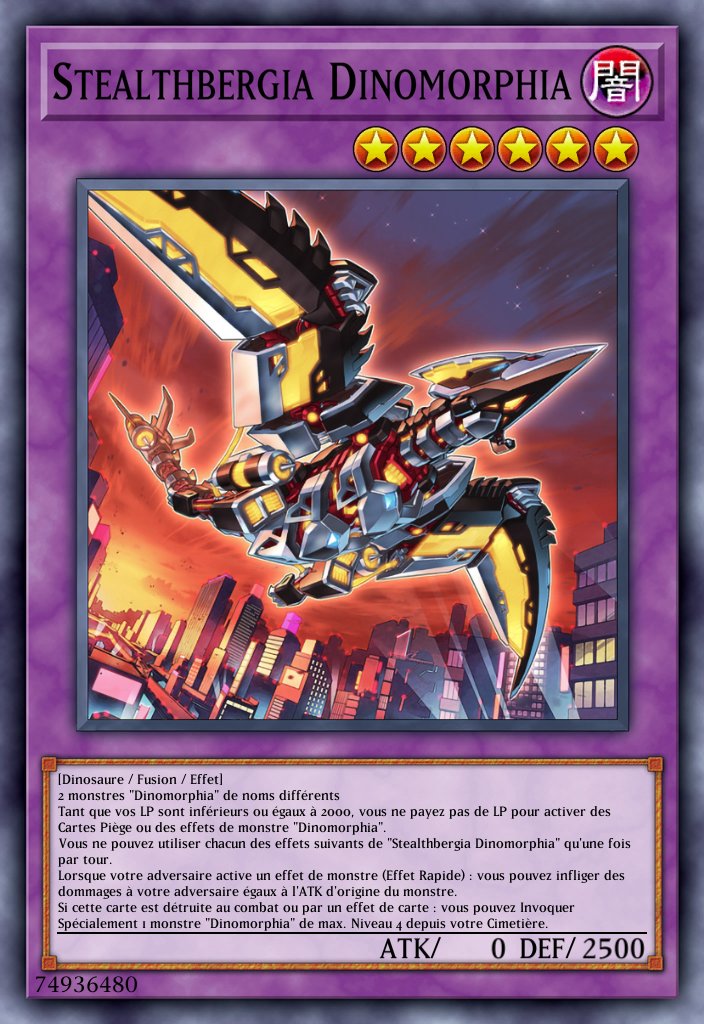 Stealthbergia Dinomorphia
闇
[Dinosaure / Fusion / Effet]
2 monstres "Dinomorphia" de noms différents
Tant que vos LP sont inférieurs ou égaux à 2000, vous ne payez pas de LP pour activer des
Cartes Piège ou des effets de monstre "Dinomorphia".
Vous ne pouvez utiliser chacun des effets suivants de "Stealthbergia Dinomorphia" qu'une fois
par tour.
Lorsque votre adversaire active un effet de monstre (Effet Rapide) : vous pouvez infliger des
dommages à votre adversaire égaux à l'ATK d'origine du monstre.
Si cette carte est détruite au combat ou par un effet de carte : vous pouvez Invoquer
Spécialement 1 monstre "Dinomorphia" de max. Niveau 4 depuis votre Cimetière.
ATK/ 0 DEF/ 2500
74936480